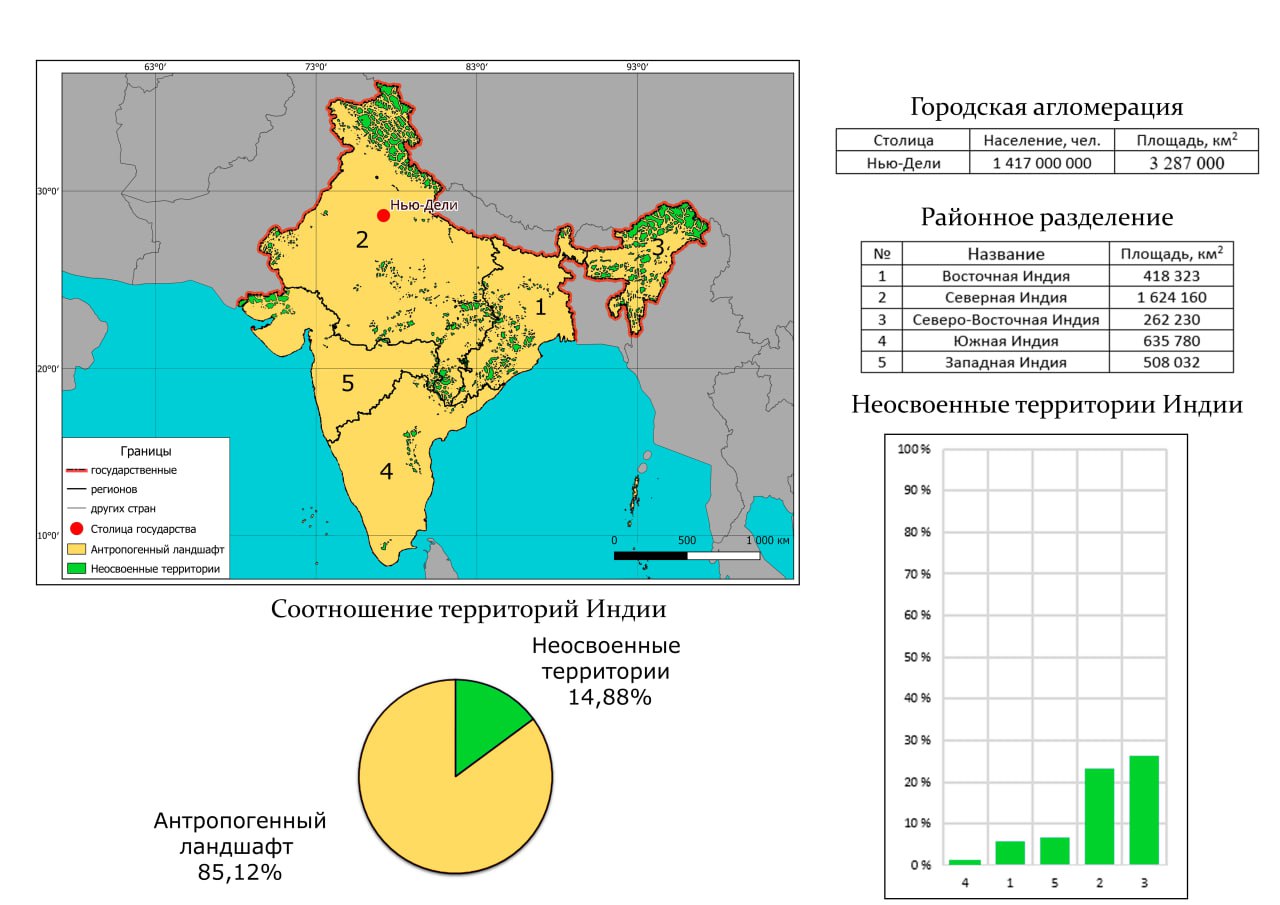 63°0'
73°0'
83°0'
93°0'
30°0'
20°0'
10°0'
Нью-Дели
2
3
1
5
4
Границы
государственные
регионов
других стран
Столица государства
Антропогенный ландшафт
Неосвоенные территории
0 500 1 000 км
Городская агломерация
Столица Население, чел. Площадь, км²
Нью-Дели 1 417 000 000 3 287 000
Районное разделение
№ Название Площадь, км²
1 Восточная Индия 418 323
2 Северная Индия 1 624 160
3 Северо-Восточная Индия 262 230
4 Южная Индия 635 780
5 Западная Индия 508 032
Неосвоенные территории Индии
100 %
90 %
80 %
70 %
60 %
50 %
40 %
30 %
20 %
10 %
0 %
4 1 5 2 3
Соотношение территорий Индии
Неосвоенные
территории
14,88%
Антропогенный
ландшафт
85,12%